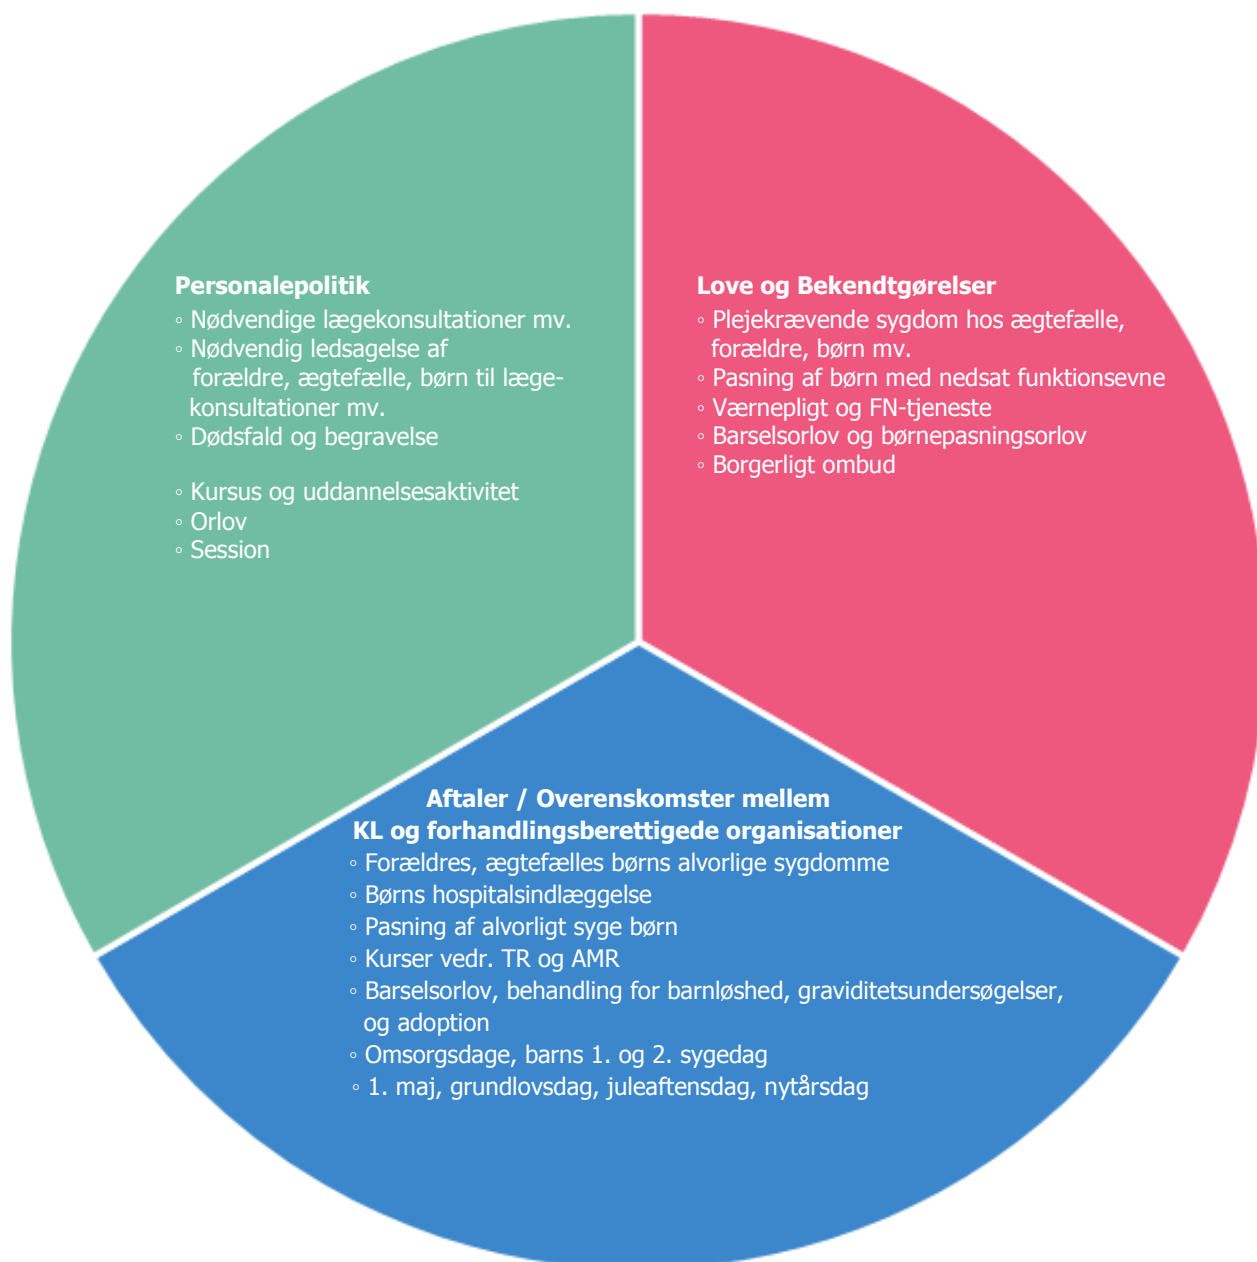 Personalepolitik
◦ Nødvendige lægekonsultationer mv.
◦ Nødvendig ledsagelse af
forældre, ægtefælle, børn til læge-
konsultationer mv.
◦ Dødsfald og begravelse
◦ Kursus og uddannelsesaktivitet
◦ Orlov
◦ Session
Love og Bekendtgørelser
◦ Plejekrævende sygdom hos ægtefælle,
forældre, børn mv.
◦ Pasning af børn med nedsat funktionsevne
◦ Værnepligt og FN-tjeneste
◦ Barselsorlov og børnepasningsorlov
◦ Borgerligt ombud
Aftaler / Overenskomster mellem
KL og forhandlingsberettigede organisationer
◦ Forældres, ægtefælles børns alvorlige sygdomme
◦ Børns hospitalsindlæggelse
◦ Pasning af alvorligt syge børn
◦ Kurser vedr. TR og AMR
◦ Barselsorlov, behandling for barnløshed, graviditetsundersøgelser,
og adoption
◦ Omsorgsdage, barns 1. og 2. sygedag
◦ 1. maj, grundlovsdag, juleaftensdag, nytårsdag